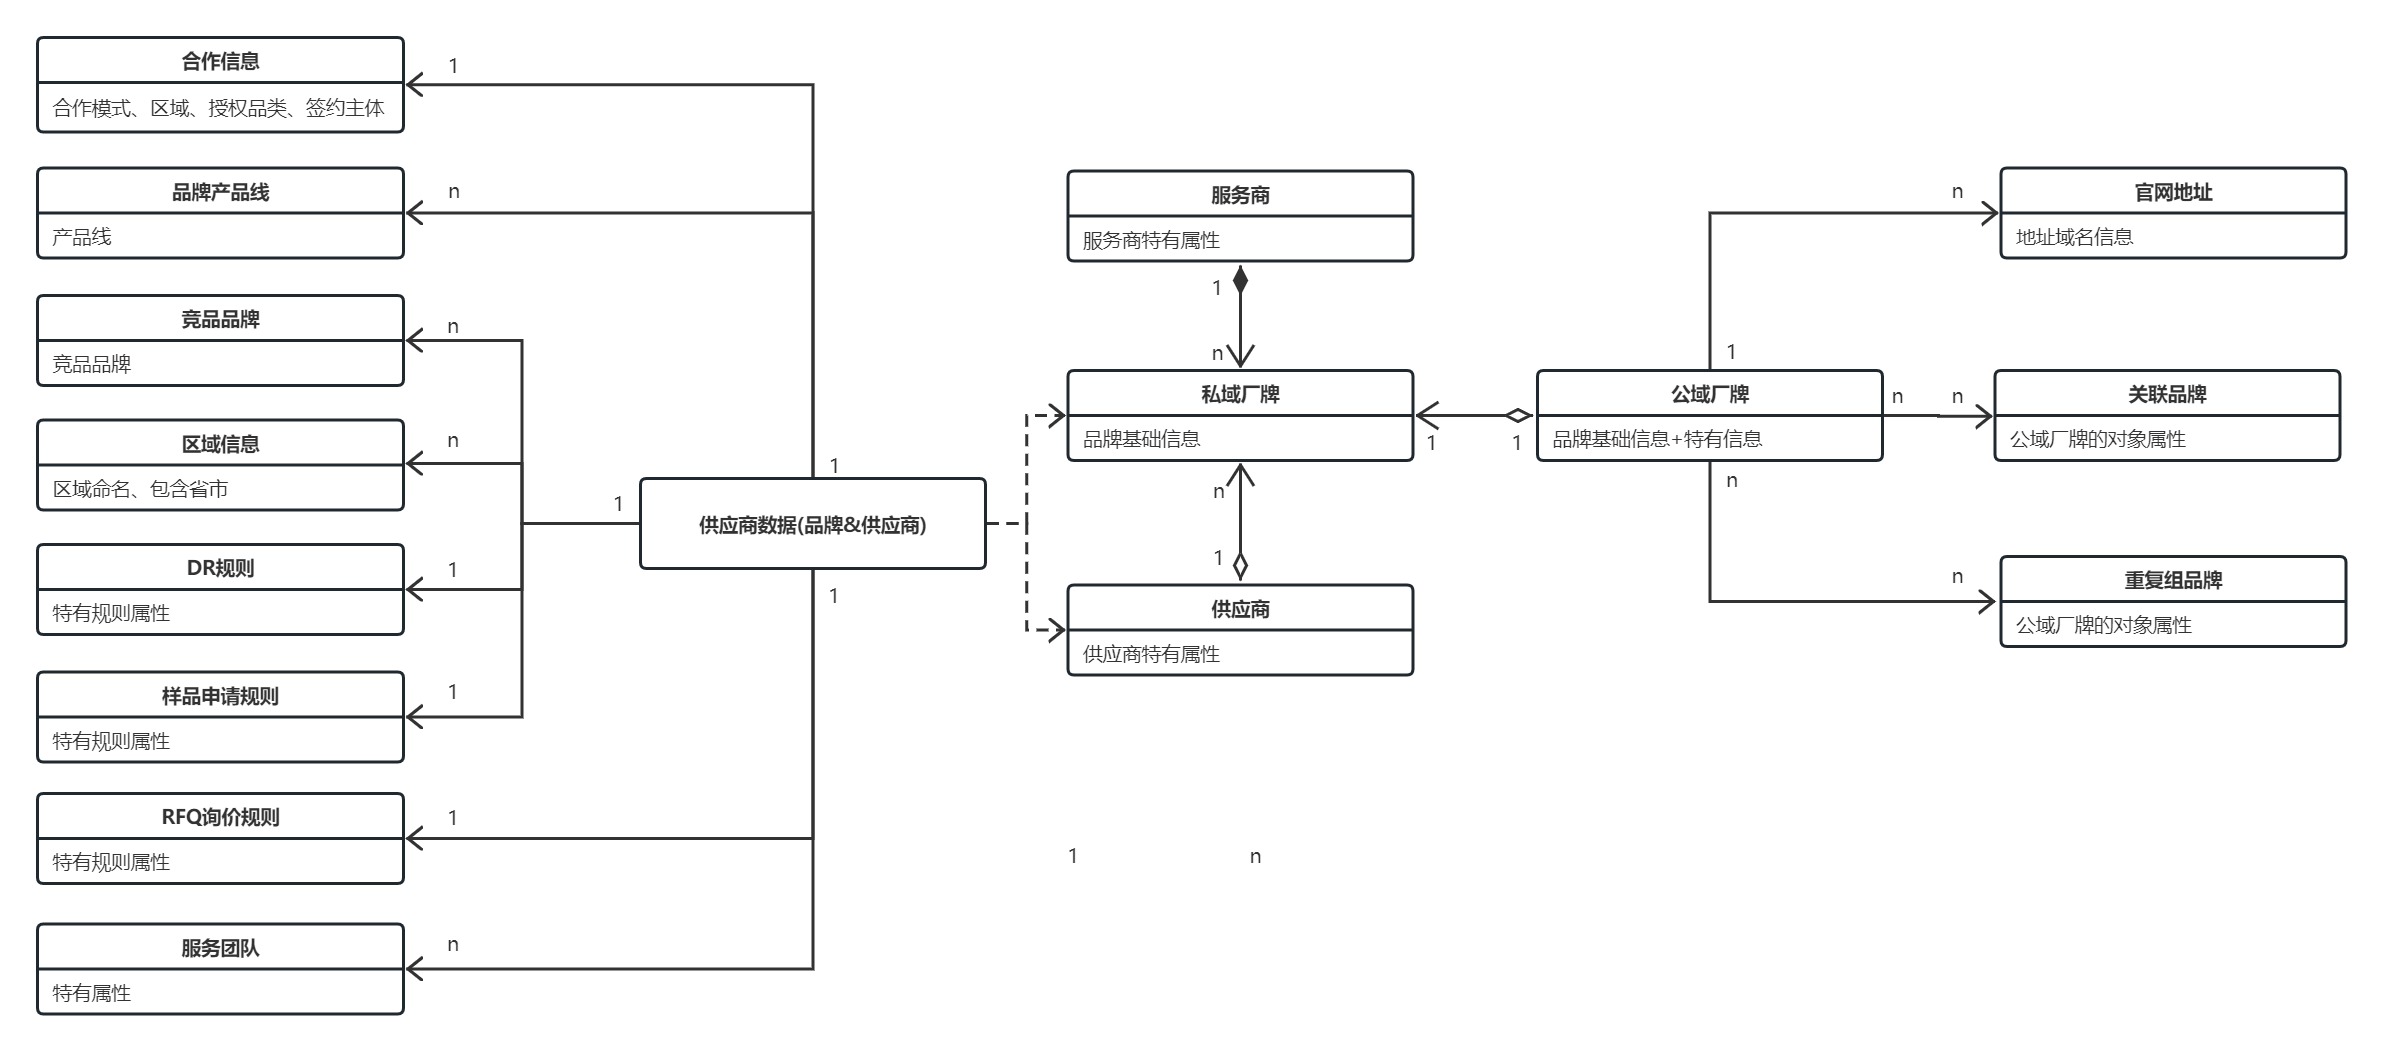 合作信息
1
合作模式、区域、授权品类、签约主体
品牌产品线
n
产品线
竞品品牌
n
竞品品牌
区域信息
n
区域命名、包含省市
DR规则
1
特有规则属性
样品申请规则
1
特有规则属性
RFQ询价规则
1
特有规则属性
服务团队
n
特有属性
1
1
供应商数据(品牌&供应商)
1
服务商
服务商特有属性
1
n
私域厂牌
品牌基础信息
n
1
供应商
供应商特有属性
1
n
1
1
公域厂牌
品牌基础信息+特有信息
1
n
n
n
官网地址
地址域名信息
n
关联品牌
公域厂牌的对象属性
n
重复组品牌
公域厂牌的对象属性